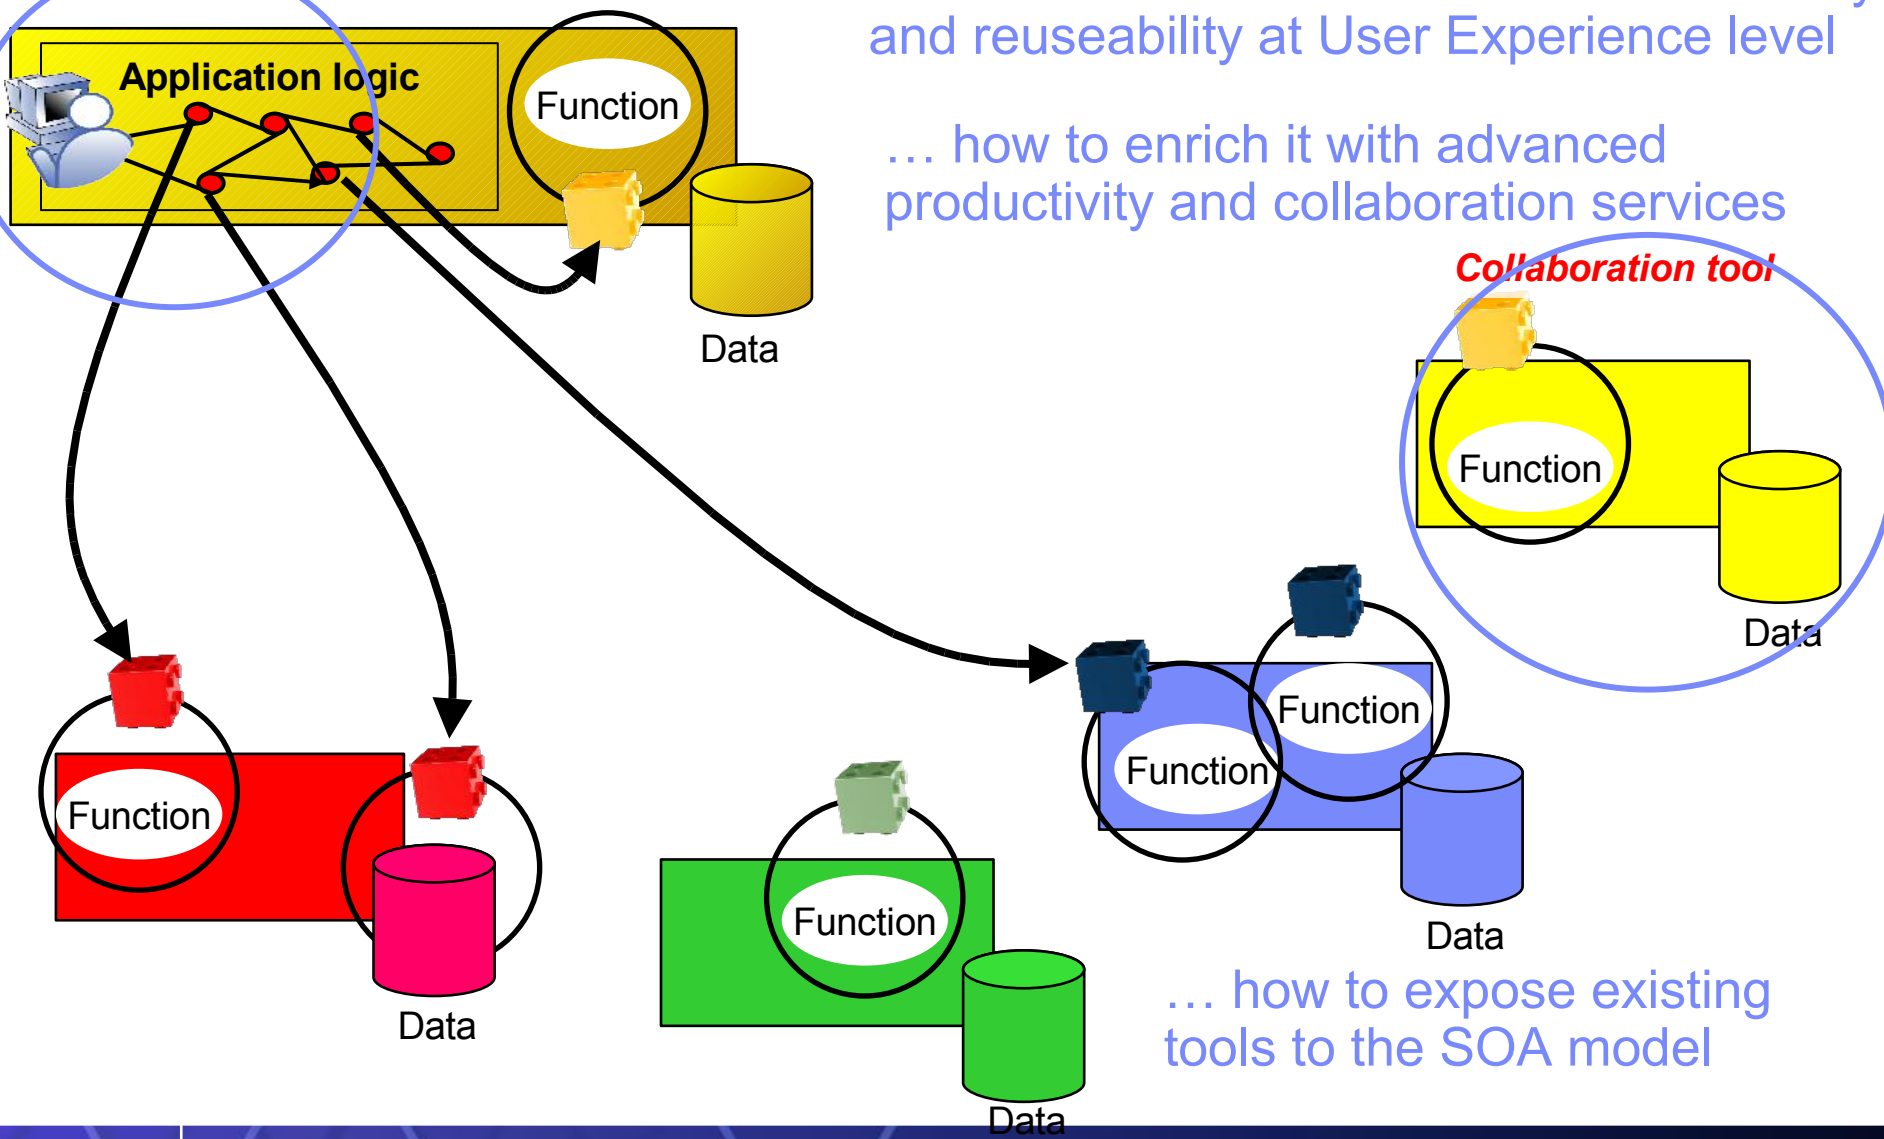 and reuseability at User Experience level
Application logic
Function
… how to enrich it with advanced
productivity and collaboration services
Collaboration tool
Data
Function
Data
Function
Function
Function
Function
Data
… how to expose existing
tools to the SOA model
Data
Data